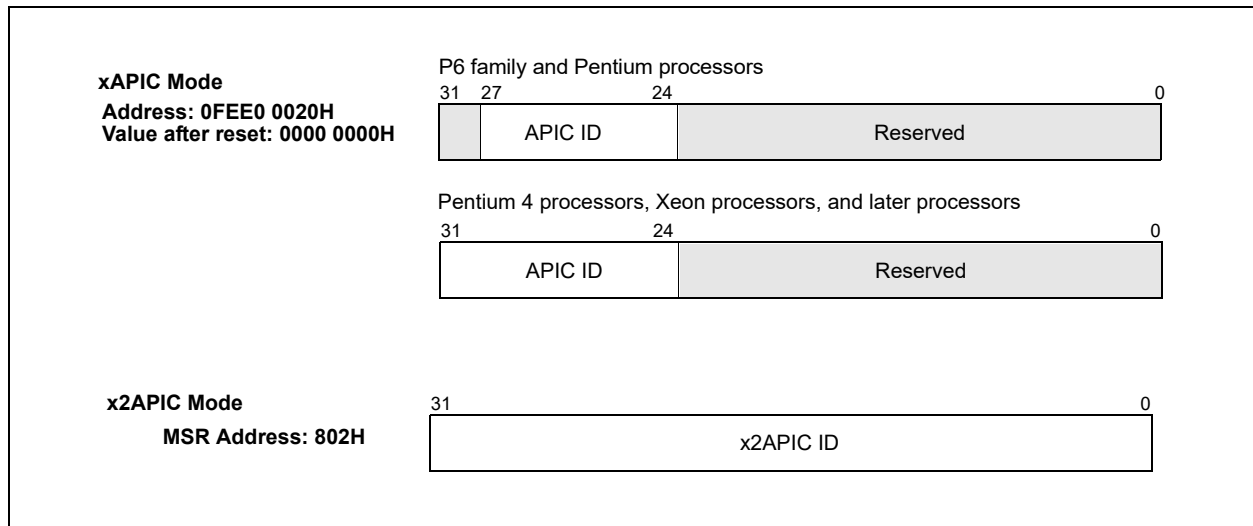 xAPIC Mode
Address: 0FEE0 0020H
Value after reset: 0000 0000H
P6 family and Pentium processors
31 27 24 0
APIC ID Reserved
Pentium 4 processors, Xeon processors, and later processors
31 24 0
APIC ID Reserved
x2APIC Mode
MSR Address: 802H
31 0
x2APIC ID